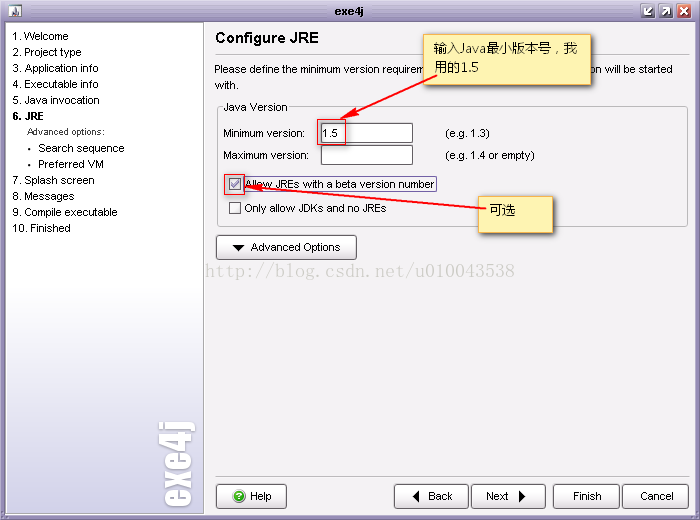 exe4j
1. Welcome
2. Project type
3. Application info
4. Executable info
5. Java invocation
6. JRE
Advanced options:
Search sequence
Preferred VM
7. Splash screen
8. Messages
9. Compile executable
10. Finished
exe4j
Configure JRE
输入Java最小版本号，我
用的1.5
Please define the minimum version requirem
on will be started
with.
Java Version
Minimum version:
1.5
(e.g. 1.3)
Maximum version:
(e.g. 1.4 or empty)
Allow JREs with a beta version number
Only allow JDKs and no JREs
可选
Advanced Options
http://blog.csdn.net/u010043538
Help
Back
Next
Finish
Cancel